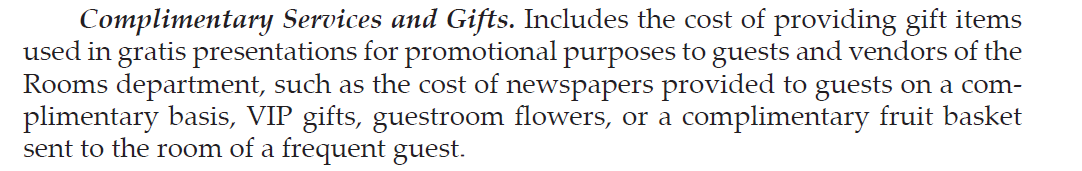 Complimentary Services and Gifts. Includes the cost of providing gift items
used in gratis presentations for promotional purposes to guests and vendors of the
Rooms department, such as the cost of newspapers provided to guests on a com-
plimentary basis, VIP gifts, guestroom flowers, or a complimentary fruit basket
sent to the room of a frequent guest.